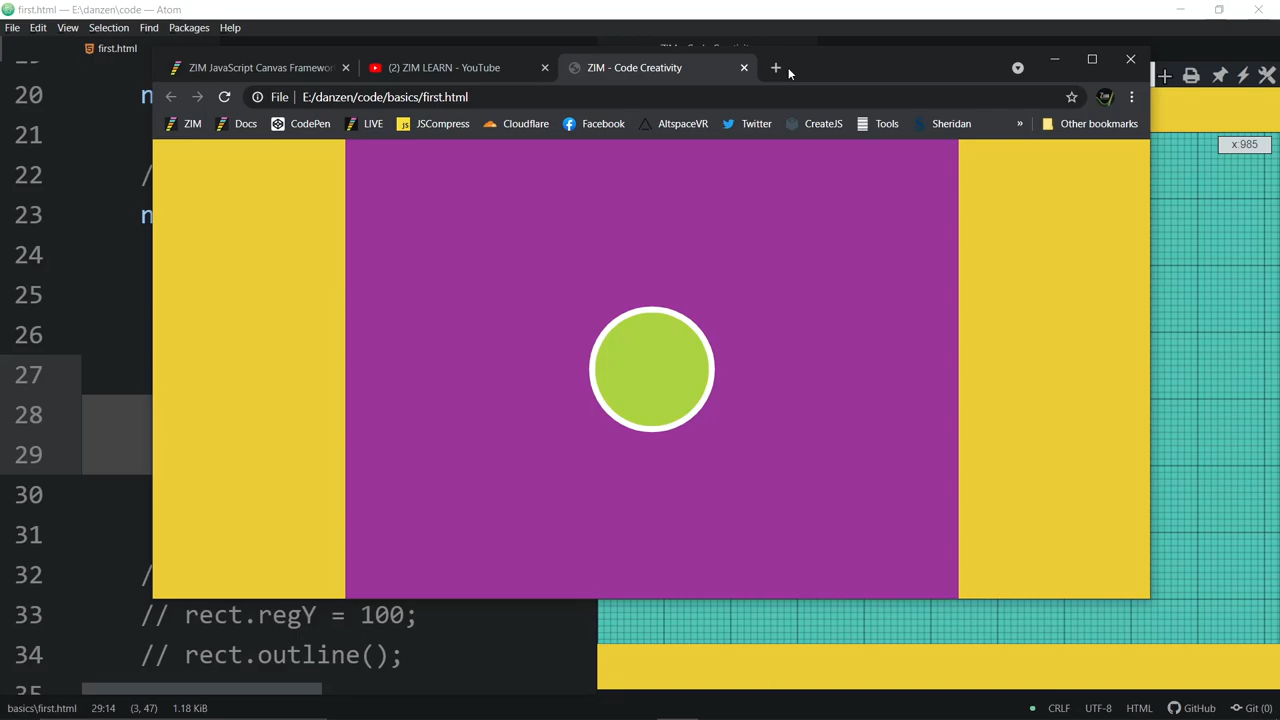 first.html — E:\danzen\code — Atom
File Edit View Selection Find Packages Help
first.html
ZIM JavaScript Canvas Framewor
(2) ZIM LEARN - YouTube
ZIM - Code Creativity
File E:/danzen/code/basics/first.html
ZIM Docs CodePen LIVE JSCompress Cloudflare Facebook AltspaceVR Twitter CreateJS Tools Sheridan » Other bookmarks
x:985
20 n
21
22 /
23 n
24
25
26
27
28
29
30
31
32 /
33 // rect.regY = 100;
34 // rect.outline();
35
basics\first.html 29:14 (3, 47) 1.18 KiB CRLF UTF-8 HTML GitHub Git (0)